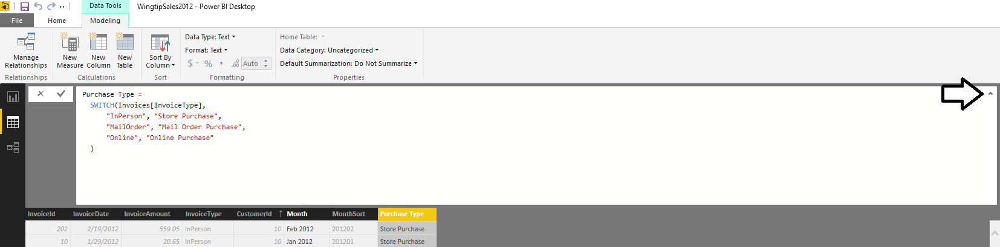 Data Tools
WingtipSales2012 - Power BI Desktop
File
Home
Modeling
Manage
Relationships
New
Measure
New
Column
New
Table
Sort By
Column
Data Type: Text
Format: Text
$ % , .00 Auto
Home Table:
Data Category: Uncategorized
Default Summarization: Do Not Summarize
Relationships
Calculations
Sort
Formatting
Properties
Purchase Type =
SWITCH(Invoices[InvoiceType],
"InPerson", "Store Purchase",
"MailOrder", "Mail Order Purchase",
"Online", "Online Purchase"
)
InvoiceId InvoiceDate InvoiceAmount InvoiceType CustomerId Month MonthSort Purchase Type
202 2/19/2012 559.05 InPerson 10 Feb 2012 201202 Store Purchase
10 1/29/2012 20.65 InPerson 10 Jan 2012 201201 Store Purchase